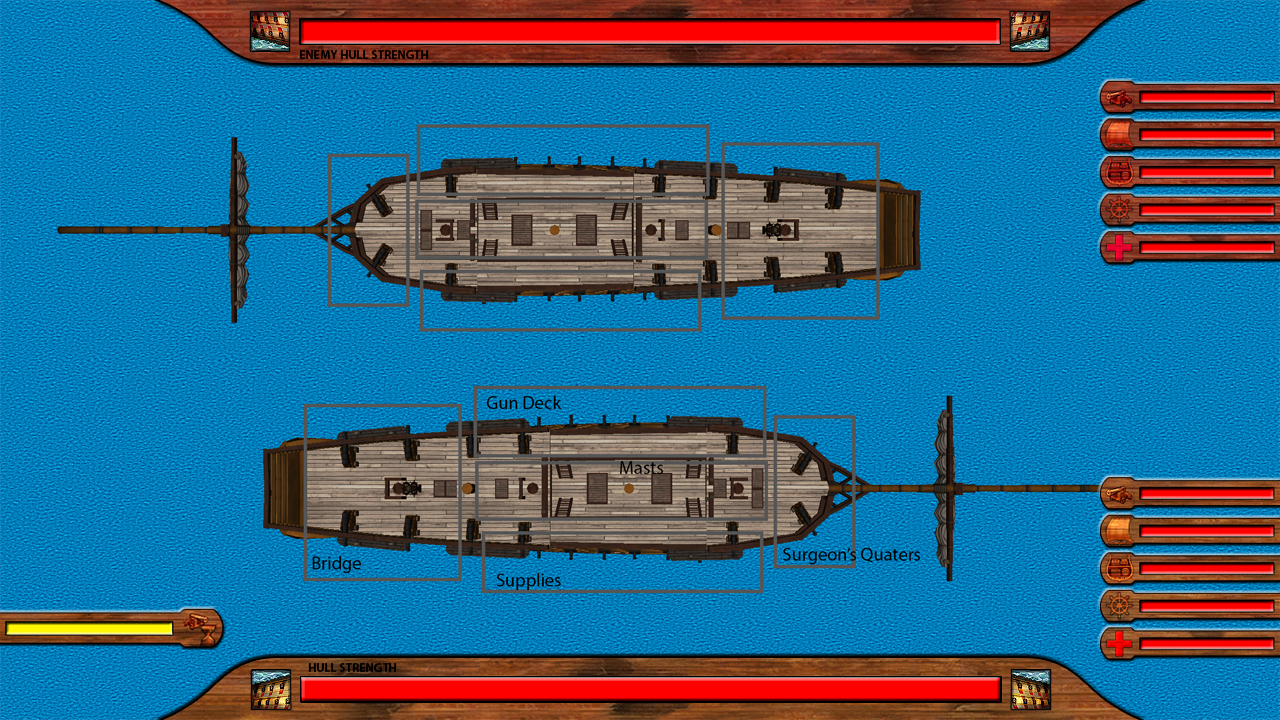 ENEMY HULL STRENGTH
Gun Deck
Masts
Surgeon's Quaters
Bridge
Supplies
HULL STRENGTH